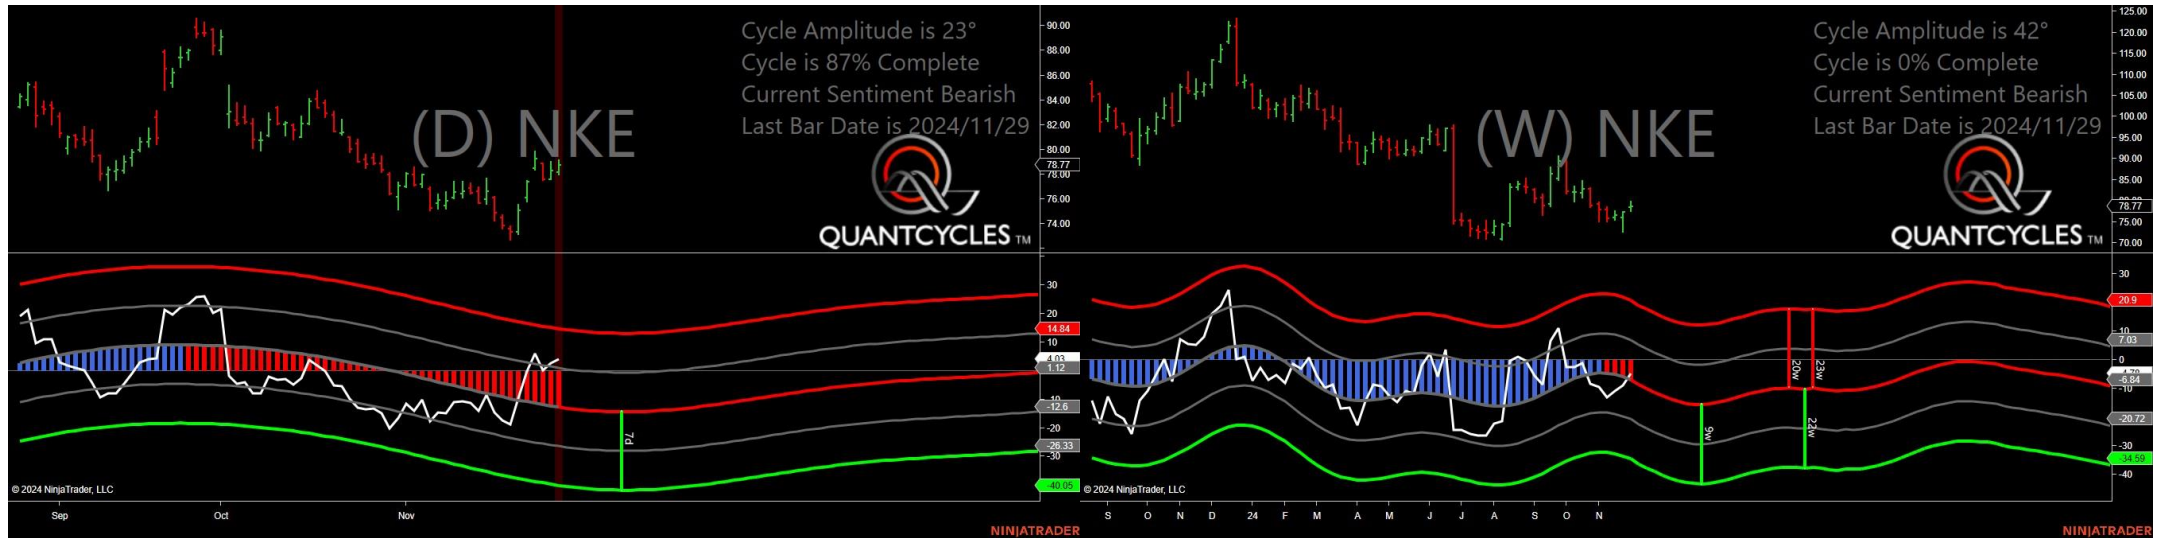 Cycle Amplitude is 23°
Cycle is 87% Complete
Current Sentiment Bearish
Last Bar Date is 2024/11/29
(D) NKE
QUANTCYCLES TM
90.00
88.00
86.00
84.00
82.00
80.00
78.77
78.00
76.00
74.00
30
20
14.84
10
4.03
1.12
-12.6
-20
-26.33
-30
-40.05
7d
© 2024 NinjaTrader, LLC
Sep
Oct
Nov
NINJATRADER
Cycle Amplitude is 42°
Cycle is 0% Complete
Current Sentiment Bearish
Last Bar Date is 2024/11/29
(W) NKE
QUANTCYCLES TM
125.00
120.00
115.00
110.00
105.00
100.00
95.00
90.00
85.00
78.77
75.00
70.00
30
20.9
10
7.03
0
-6.84
-10
-20.72
-30
-34.59
-40
9w
20w
23w
22w
© 2024 NinjaTrader, LLC
S
O
N
D
24
F
M
A
M
J
J
A
S
O
N
NINJATRADER